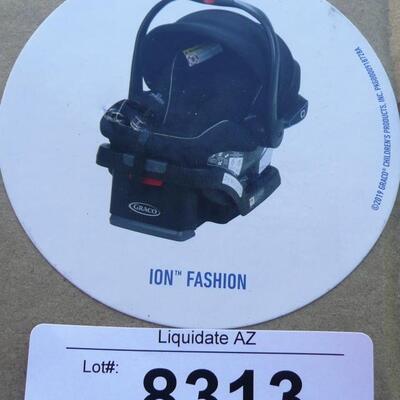 GRACO
©2019 GRACO® CHILDREN'S PRODUCTS, INC.
ION™ FASHION
Liquidate AZ
Lot#:
8313